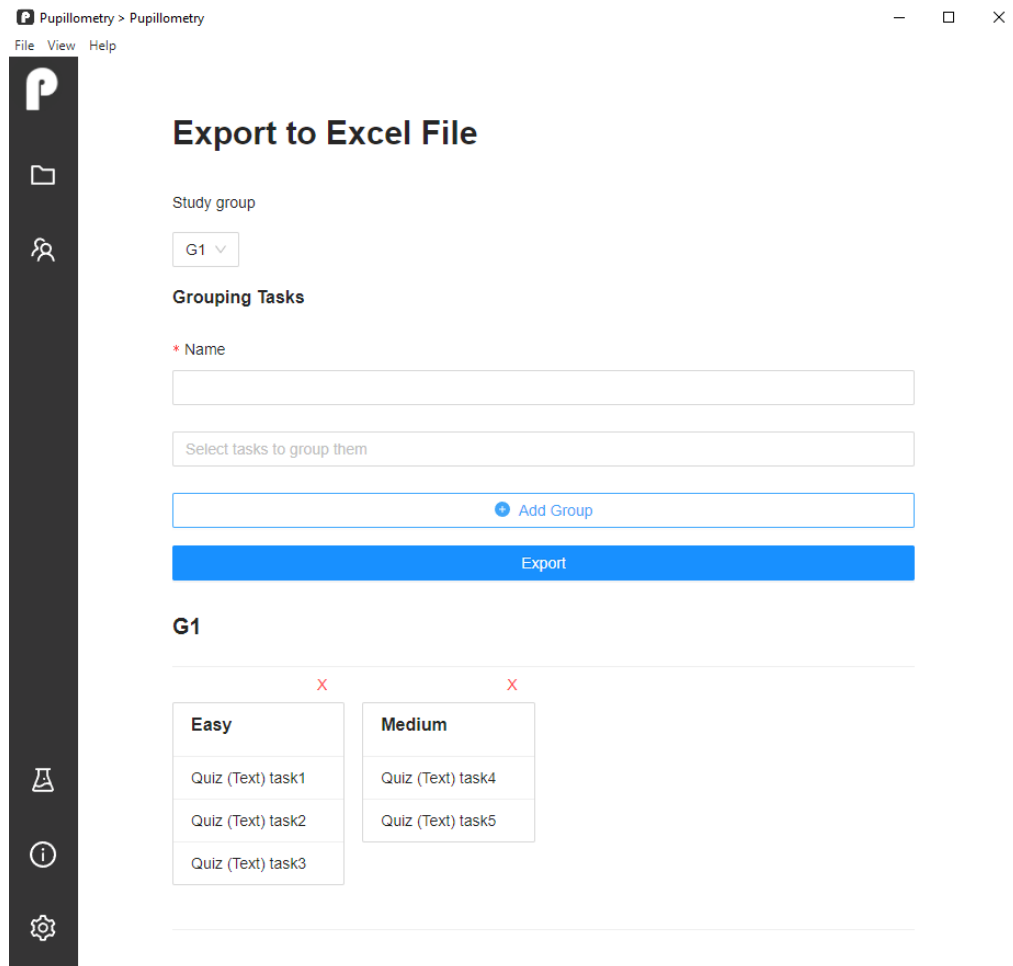 Pupillometry > Pupillometry
File View Help
Export to Excel File
Study group
G1
Grouping Tasks
* Name
Select tasks to group them
Add Group
Export
G1
X X
Easy Medium
Quiz (Text) task1 Quiz (Text) task4
Quiz (Text) task2 Quiz (Text) task5
Quiz (Text) task3